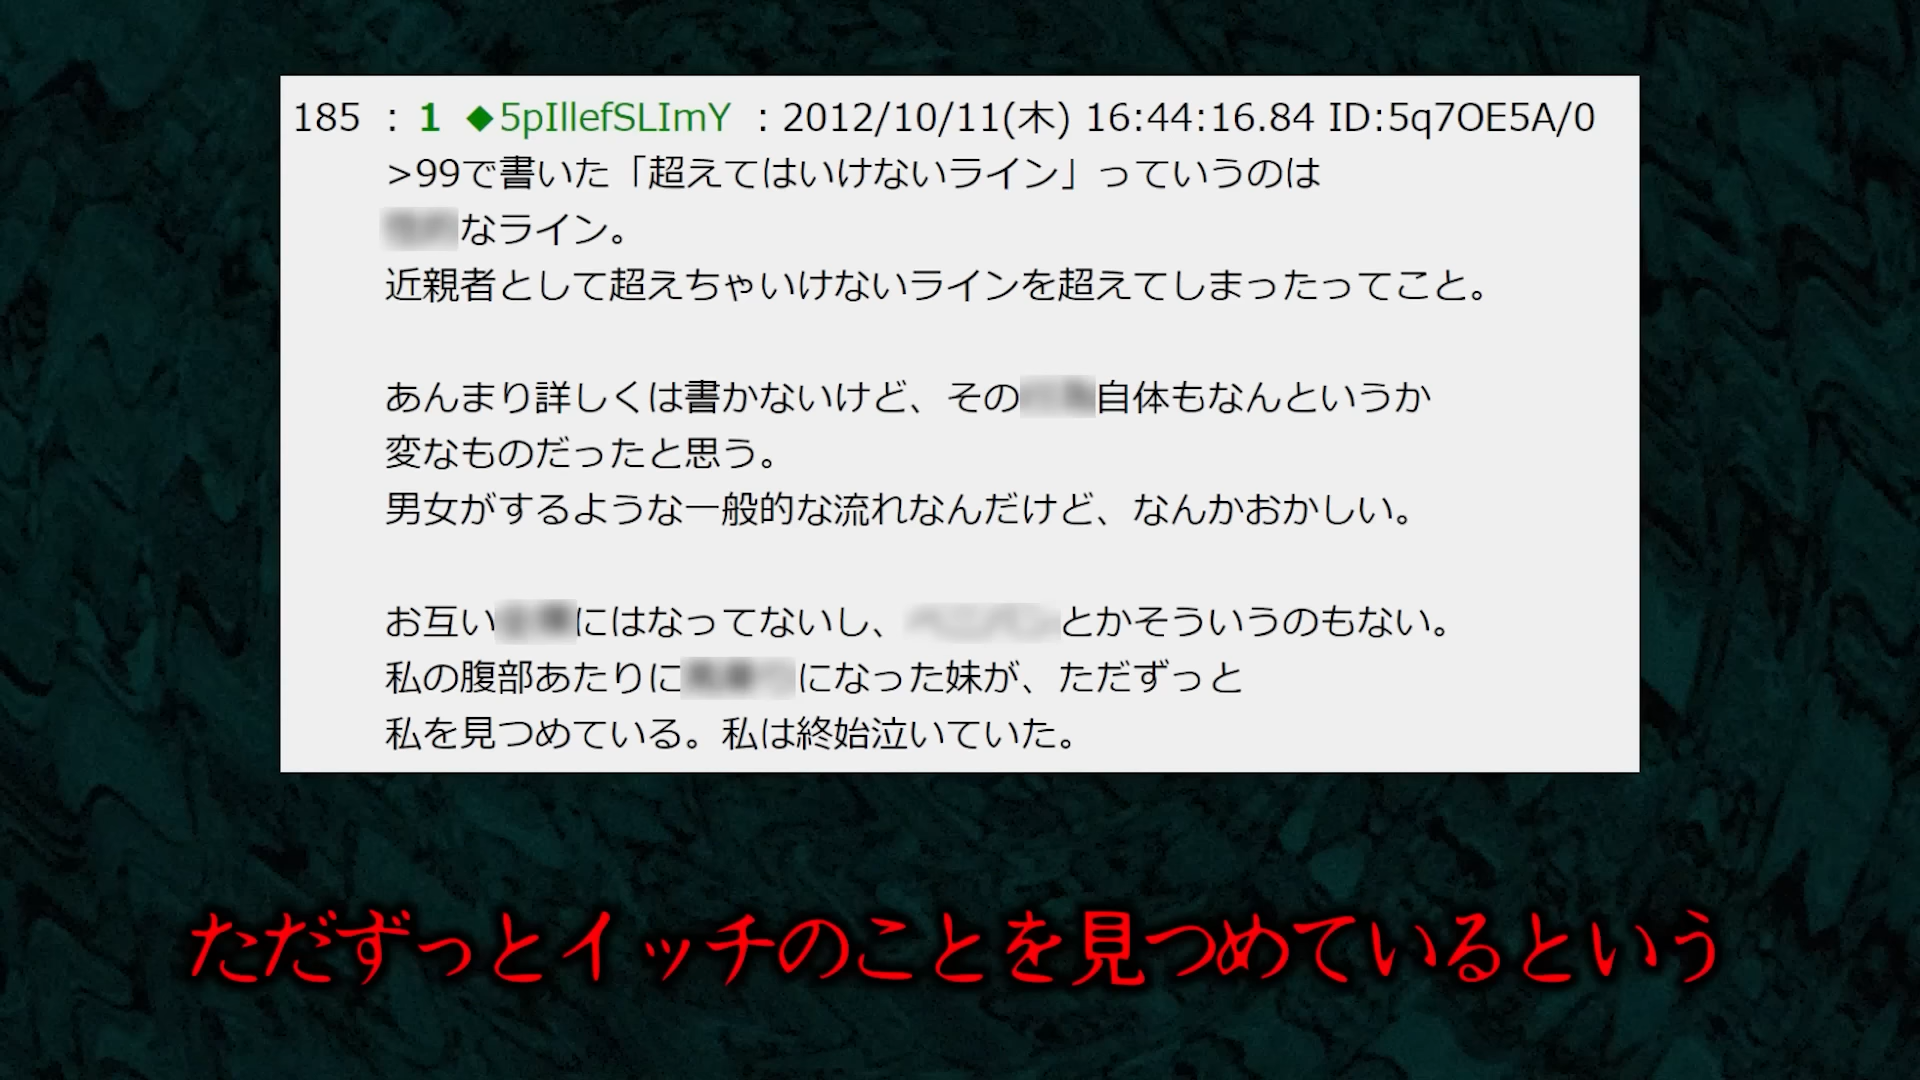 185 : 1 ◆5pIllefSLImY : 2012/10/11(木) 16:44:16.84 ID:5q7OE5A/0
>99で書いた「超えてはいけないライン」っていうのは
なライン。
近親者として超えちゃいけないラインを超えてしまったってこと。
あんまり詳しくは書かないけど、その自体もなんというか
変なものだったと思う。
男女がするような一般的な流れなんだけど、なんかおかしい。
お互いにはなってないし、とかそういうのもない。
私の腹部あたりにになった妹が、ただずっと
私を見つめている。私は終始泣いていた。
ただずっとイッチのことを見つめているという